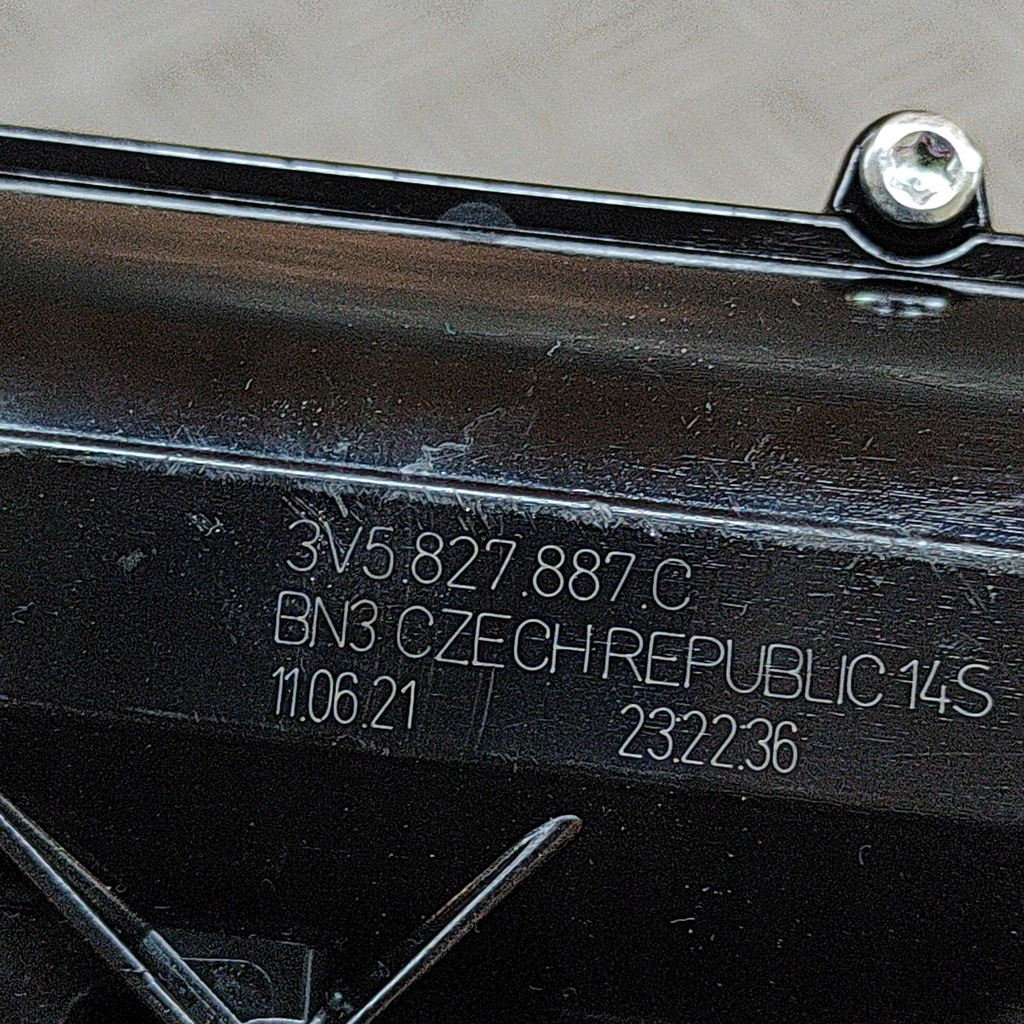 3V5.827.887.C
BN3 CZECH REPUBLIC 14S
11.06.21 23:22:36